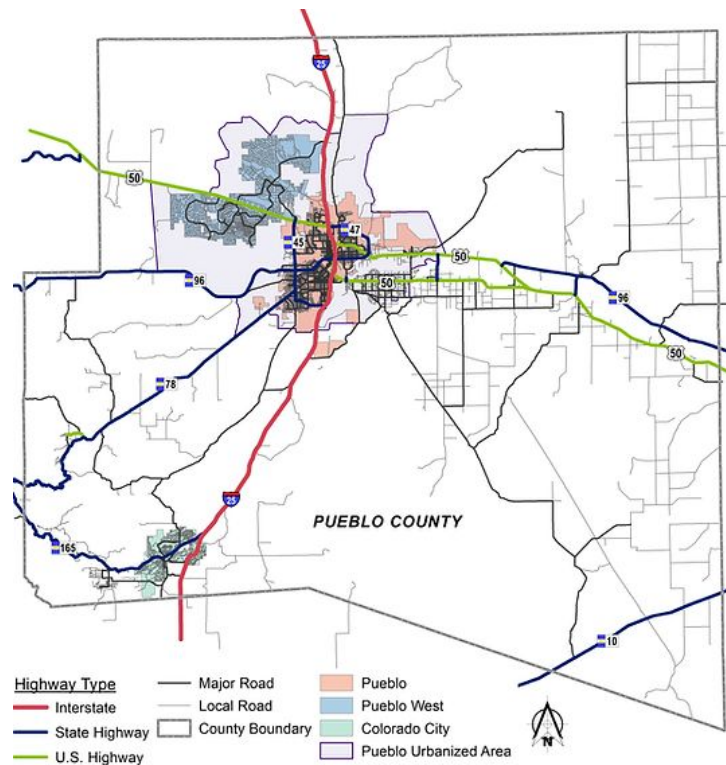 25
50
47
45
50
96
50
96
50
78
25
PUEBLO COUNTY
165
10
Highway Type
Interstate
State Highway
U.S. Highway
Major Road
Local Road
County Boundary
Pueblo
Pueblo West
Colorado City
Pueblo Urbanized Area
N